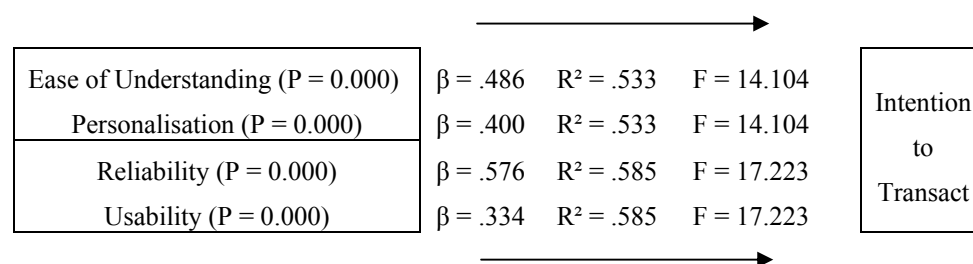 Ease of Understanding (P = 0.000) β = .486 R² = .533 F = 14.104
Personalisation (P = 0.000) β = .400 R² = .533 F = 14.104
Reliability (P = 0.000) β = .576 R² = .585 F = 17.223
Usability (P = 0.000) β = .334 R² = .585 F = 17.223
Intention
to
Transact